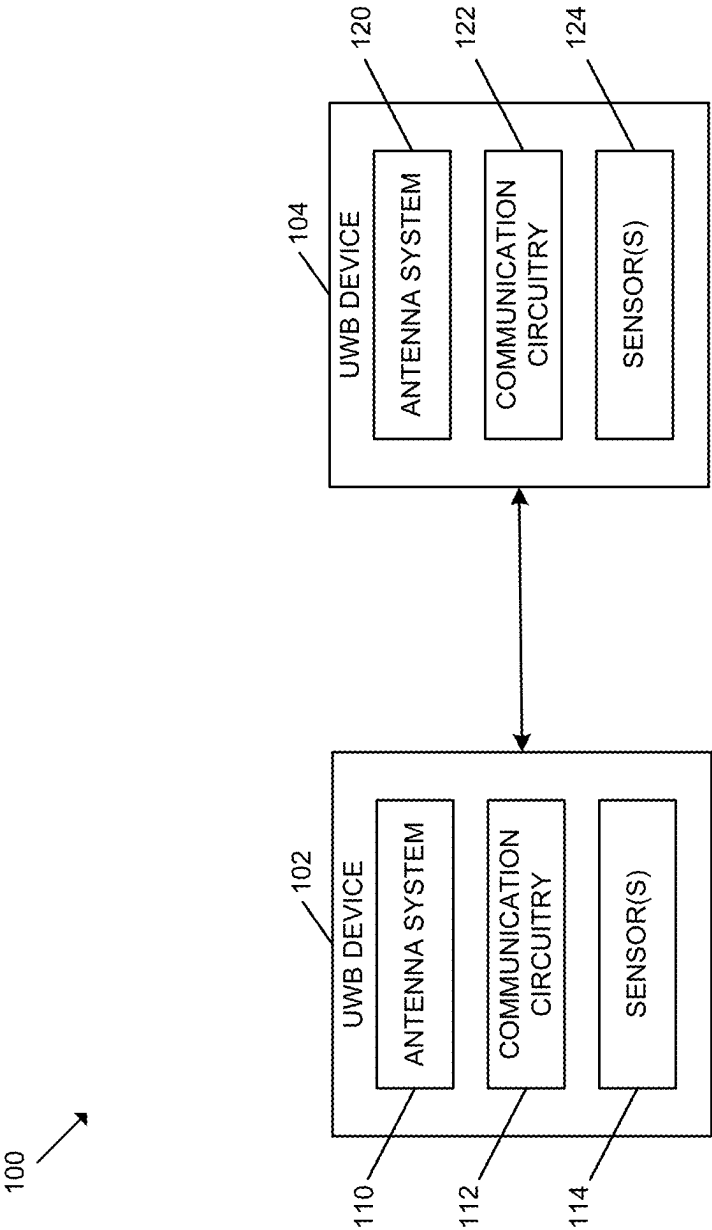 100
102
UWB DEVICE
110
ANTENNA SYSTEM
112
COMMUNICATION
CIRCUITRY
114
SENSOR(S)
104
UWB DEVICE
ANTENNA SYSTEM
120
COMMUNICATION
CIRCUITRY
122
SENSOR(S)
124